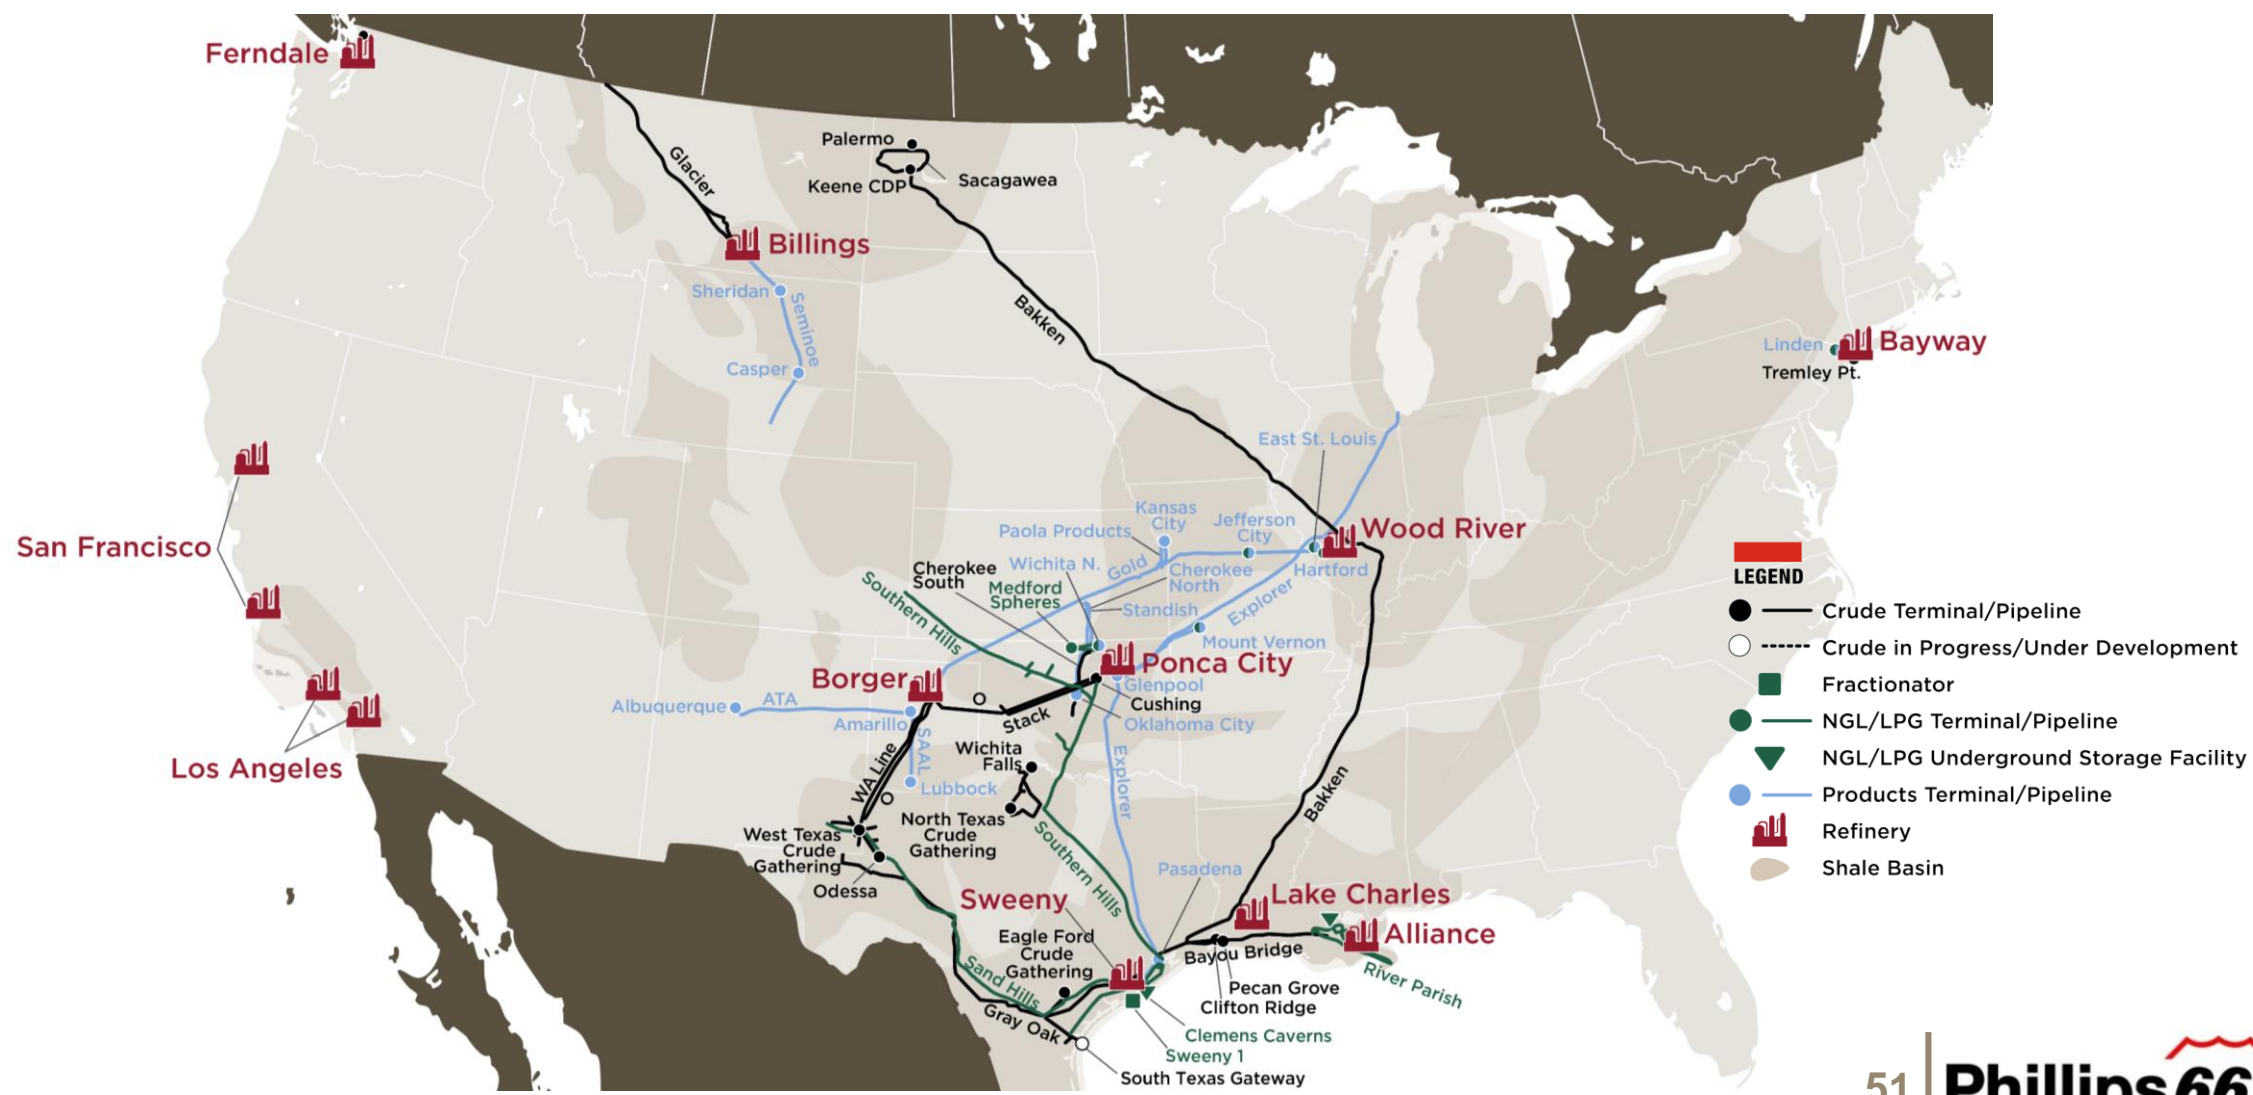 Ferndale
Palermo
Keene CDP
Sacagawea
Glacier
Billings
Sheridan
Seminoe
Casper
Bakken
Linden
Bayway
Tremley Pt.
East St. Louis
San Francisco
Kansas
City
Jefferson
City
Paola Products
Wood River
Wichita N.
Gold
Cherokee
North
Hartford
Cherokee
South
Medford
Spheres
Standish
Explorer
Southern Hills
Mount Vernon
Ponca City
Borger
Glenpool
Albuquerque
ATA
Amarillo
Stack
Cushing
Oklahoma City
Los Angeles
WA Line
SAAL
Wichita
Falls
Explorer
Lubbock
Bakken
West Texas
Crude
Gathering
North Texas
Crude
Gathering
Odessa
Southern Hills
Pasadena
Sweeny
Lake Charles
Eagle Ford
Crude
Gathering
Alliance
Bayou Bridge
Sand Hills
River Parish
Pecan Grove
Clifton Ridge
Gray Oak
Clemens Caverns
Sweeny 1
South Texas Gateway
LEGEND
Crude Terminal/Pipeline
Crude in Progress/Under Development
Fractionator
NGL/LPG Terminal/Pipeline
NGL/LPG Underground Storage Facility
Products Terminal/Pipeline
Refinery
Shale Basin
51
Phillips 66